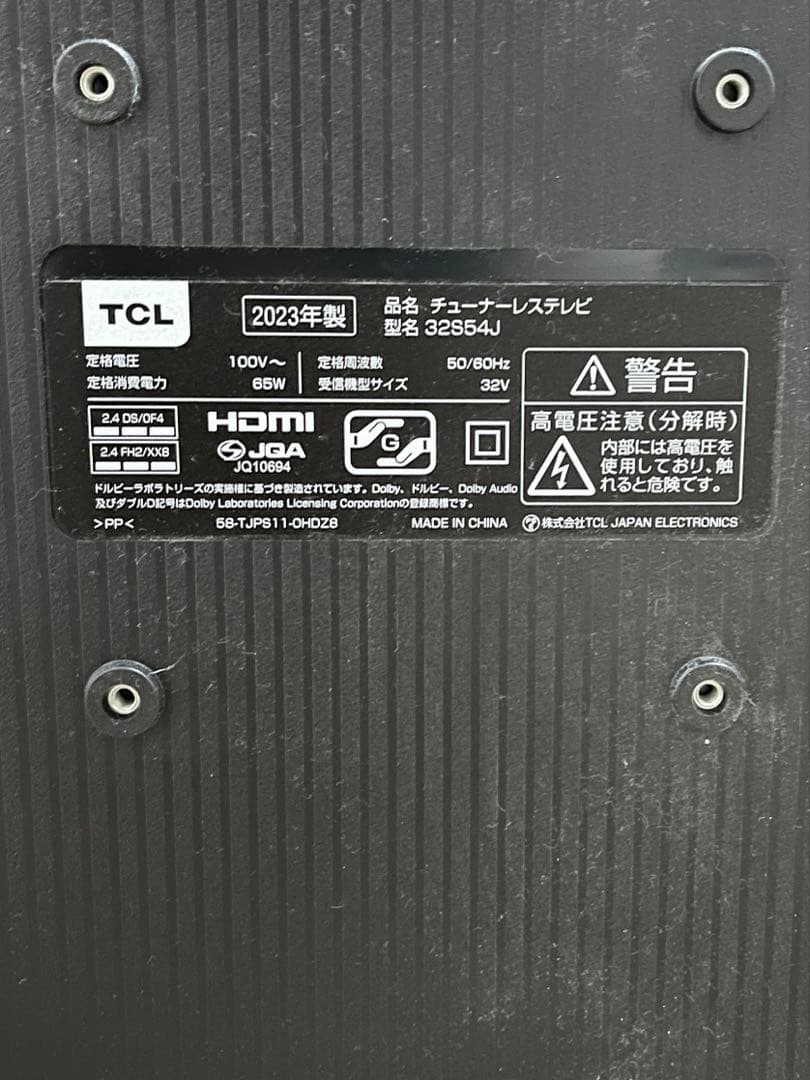 TCL
2023年製
品名 チューナーレステレビ
型名 32S54J
定格電圧 100V～
定格消費電力 65W
定格周波数 50/60Hz
受信機型サイズ 32V
2.4 DS/OF4
2.4 FH2/XX8
HDMI
S JQA
JQ10694
G
警告
高電圧注意（分解時）
内部には高電圧を
使用しており、触
れると危険です。
ドルビーラボラトリーズの実施権に基づき製造されています。Dolby、ドルビー、Dolby Audio
及びダブルD記号はDolby Laboratories Licensing Corporationの登録商標です。
>PP<
58-TJPS11-0HDZ8
MADE IN CHINA
株式会社TCL JAPAN ELECTRONICS